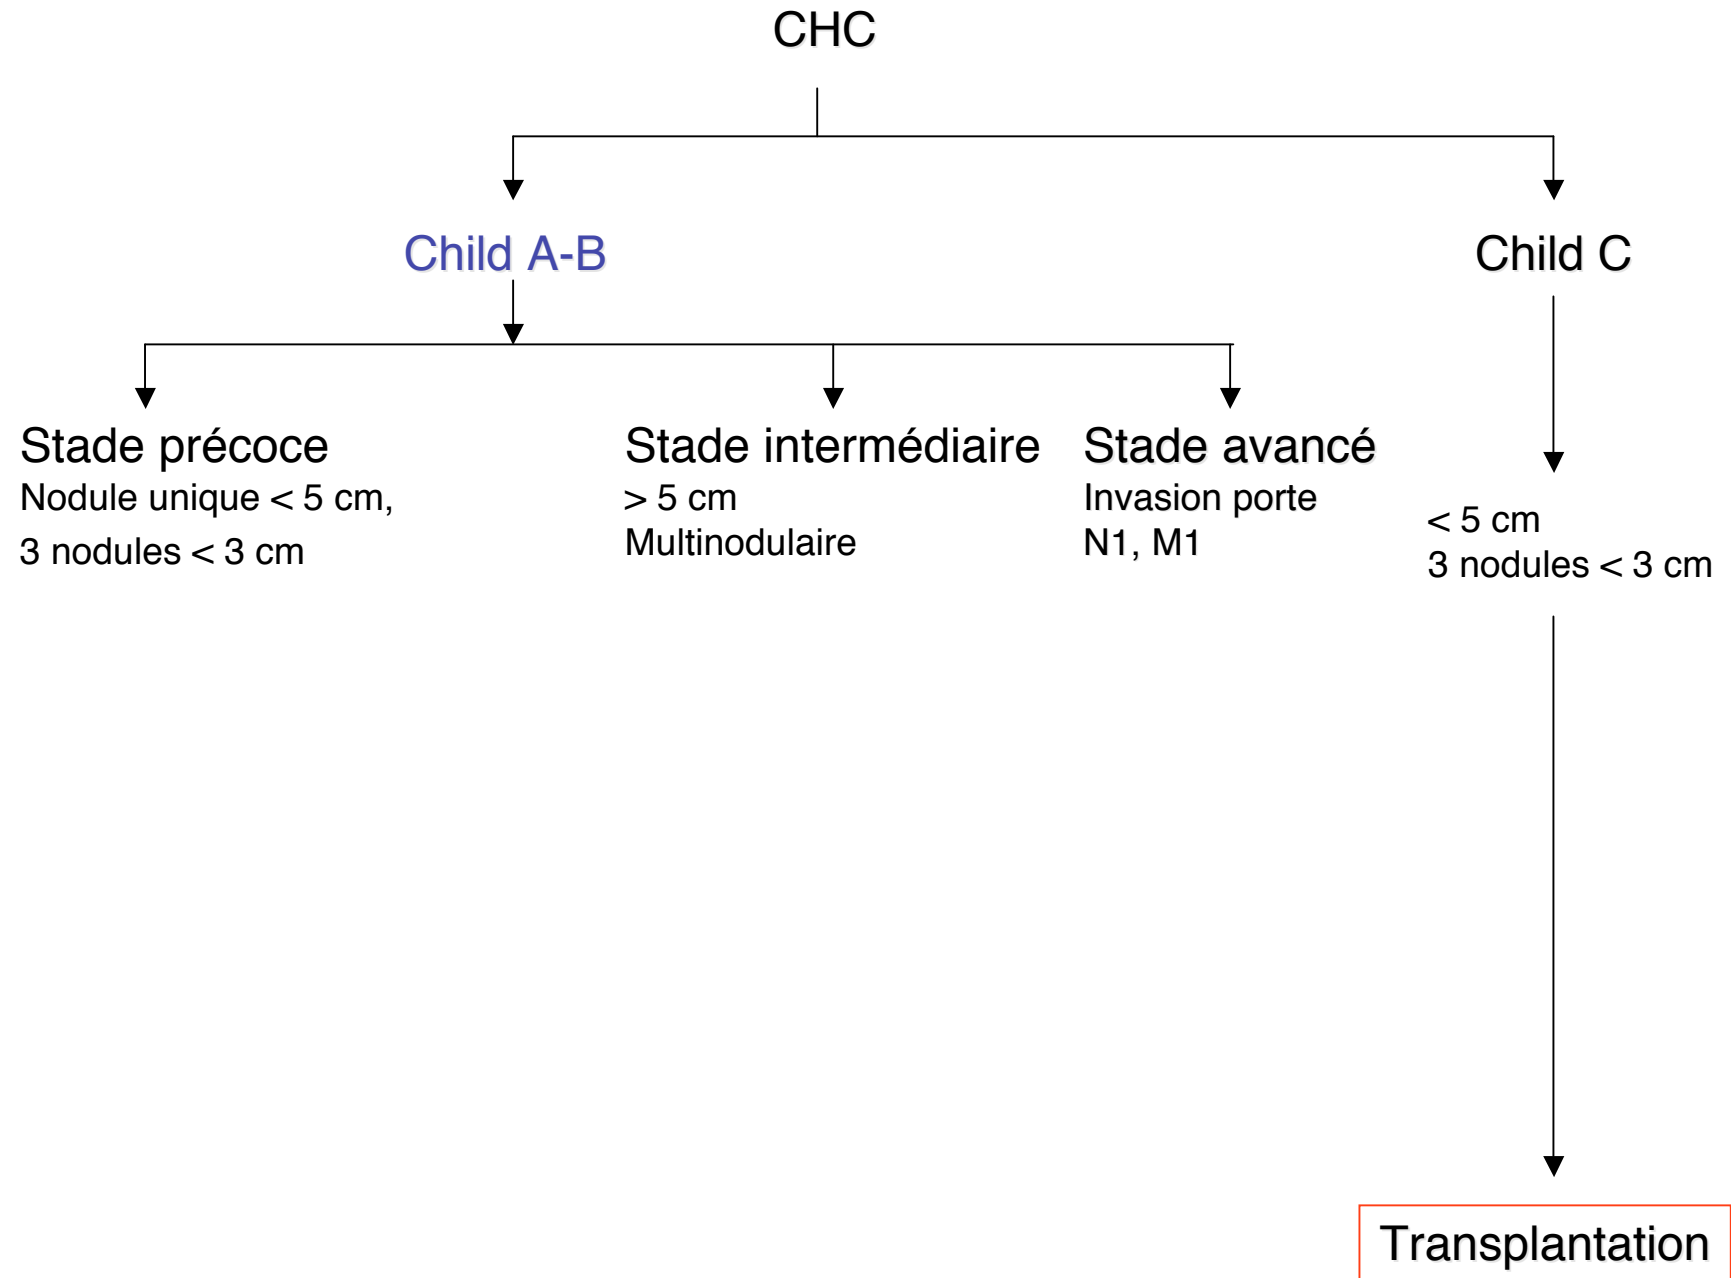 CHC
Child A-B
Child C
Stade précoce
Nodule unique < 5 cm,
3 nodules < 3 cm
Stade intermédiaire
> 5 cm
Multinodulaire
Stade avancé
Invasion porte
N1, M1
< 5 cm
3 nodules < 3 cm
Transplantation